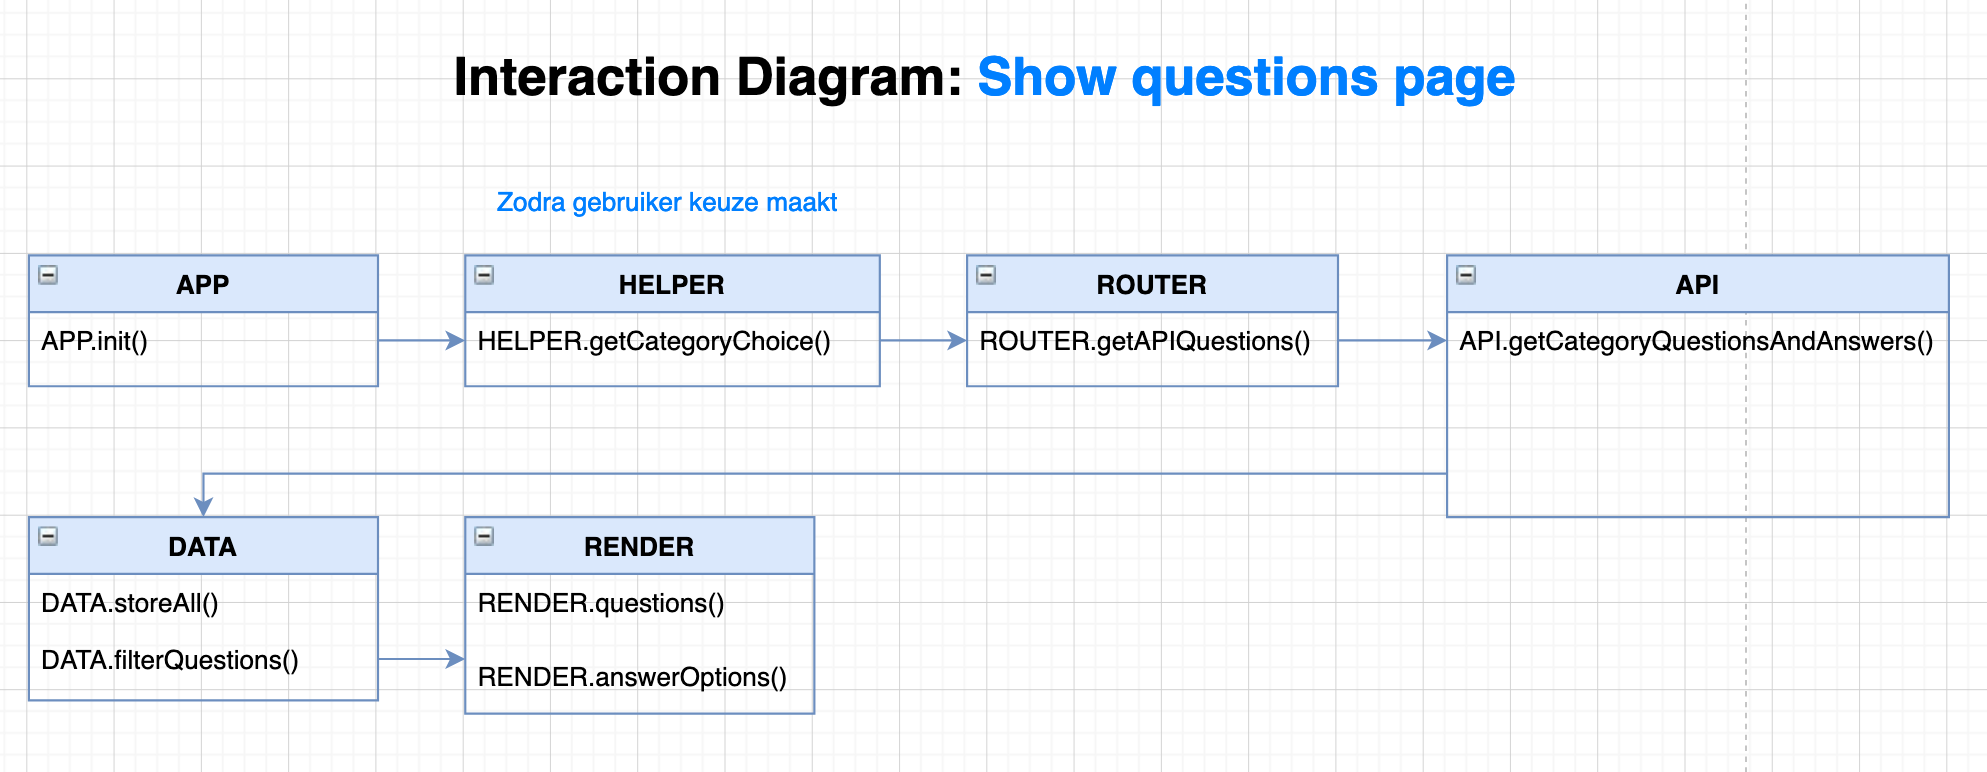 Interaction Diagram: Show questions page
Zodra gebruiker keuze maakt
APP
APP.init()
HELPER
HELPER.getCategoryChoice()
ROUTER
ROUTER.getAPIQuestions()
API
API.getCategoryQuestionsAndAnswers()
DATA
DATA.storeAll()
DATA.filterQuestions()
RENDER
RENDER.questions()
RENDER.answerOptions()